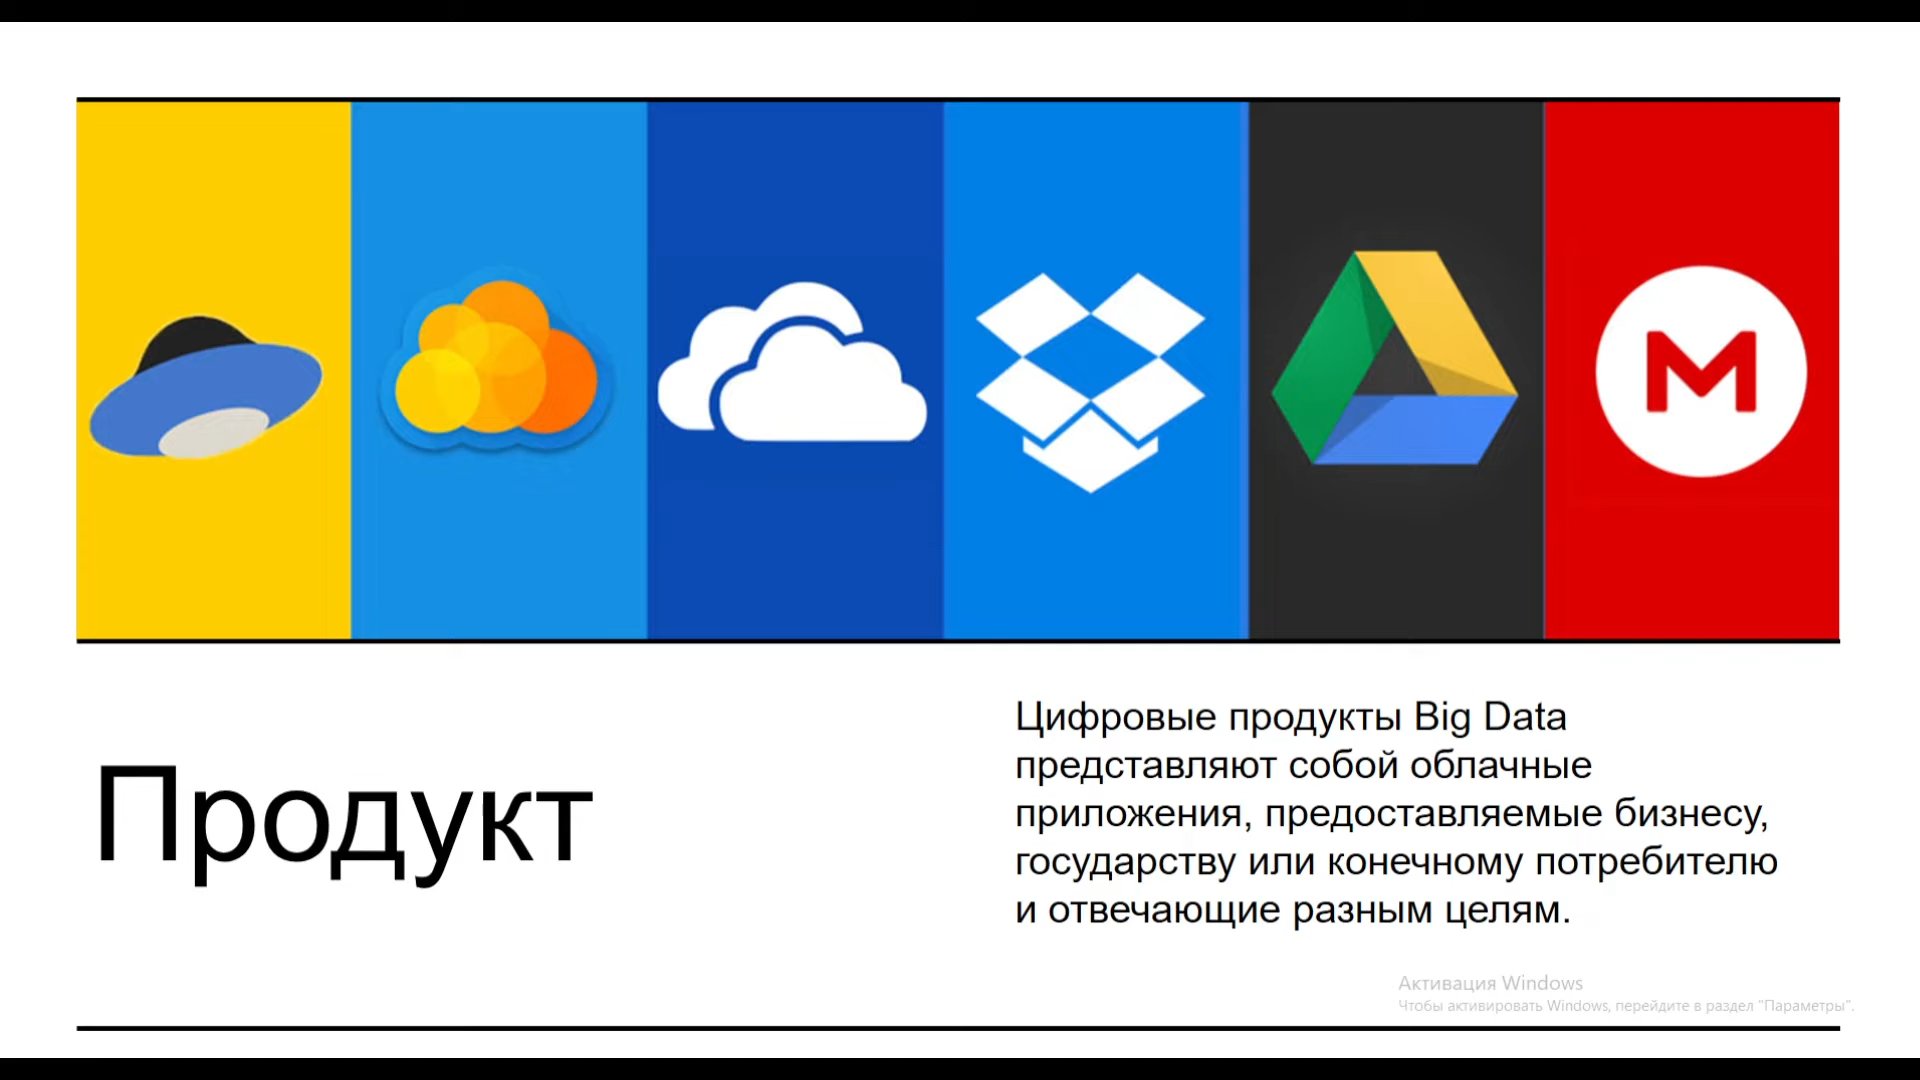 M
Продукт
Цифровые продукты Big Data
представляют собой облачные
приложения, предоставляемые бизнесу,
государству или конечному потребителю
и отвечающие разным целям.
Активация Windows
Чтобы активировать Windows, перейдите в раздел "Параметры".